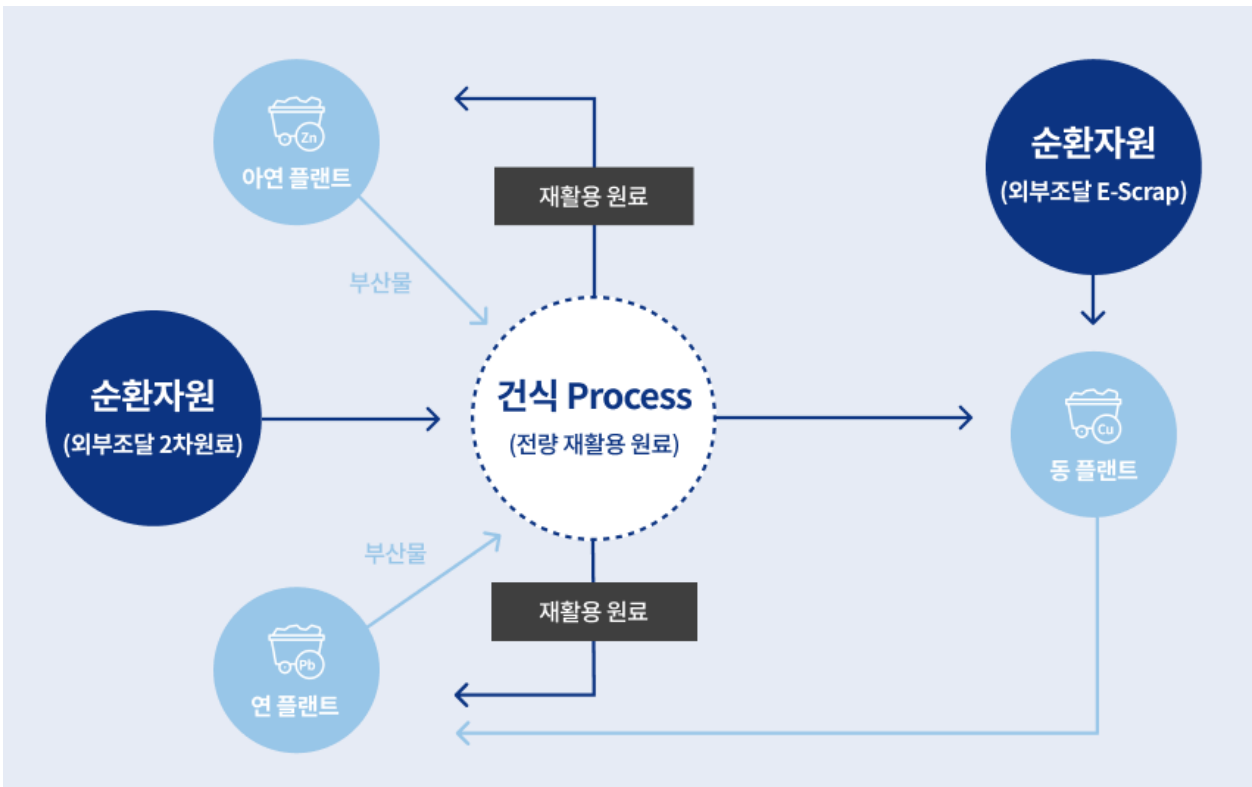 Zn
아연 플랜트
재활용 원료
순환자원
(외부조달 E-Scrap)
부산물
순환자원
(외부조달 2차원료)
건식 Process
(전량 재활용 원료)
Cu
동 플랜트
부산물
재활용 원료
Pb
연 플랜트